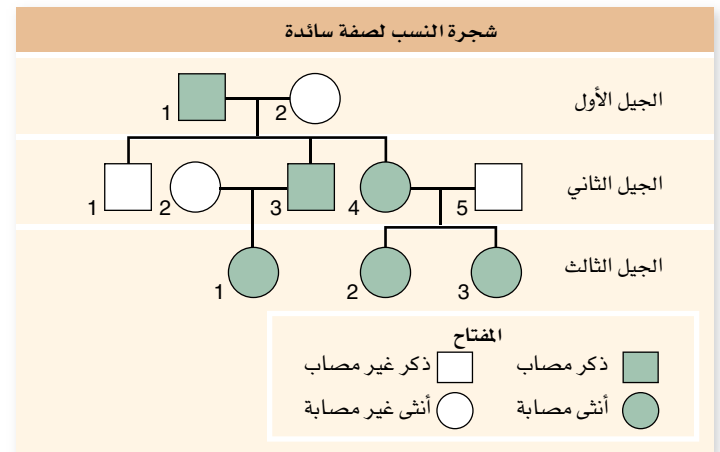 شجرة النسب لصفة سائدة
الجيل الأول
1 2
الجيل الثاني
1 2 3 4 5
الجيل الثالث
1 2 3
المفتاح
ذكر مصاب ذكر غير مصاب
أنثى مصابة أنثى غير مصابة